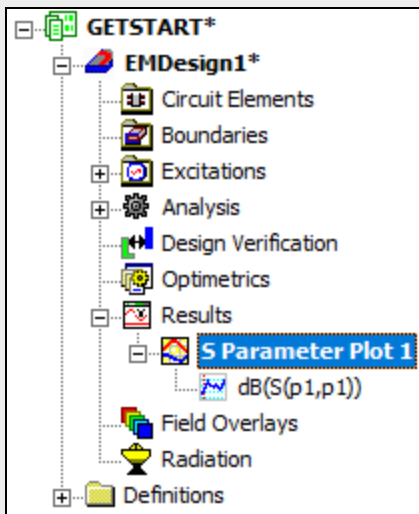 GETSTART*
EMDesign1*
Circuit Elements
Boundaries
Excitations
Analysis
Design Verification
Optimetrics
Results
S Parameter Plot 1
dB(S(p1,p1))
Field Overlays
Radiation
Definitions